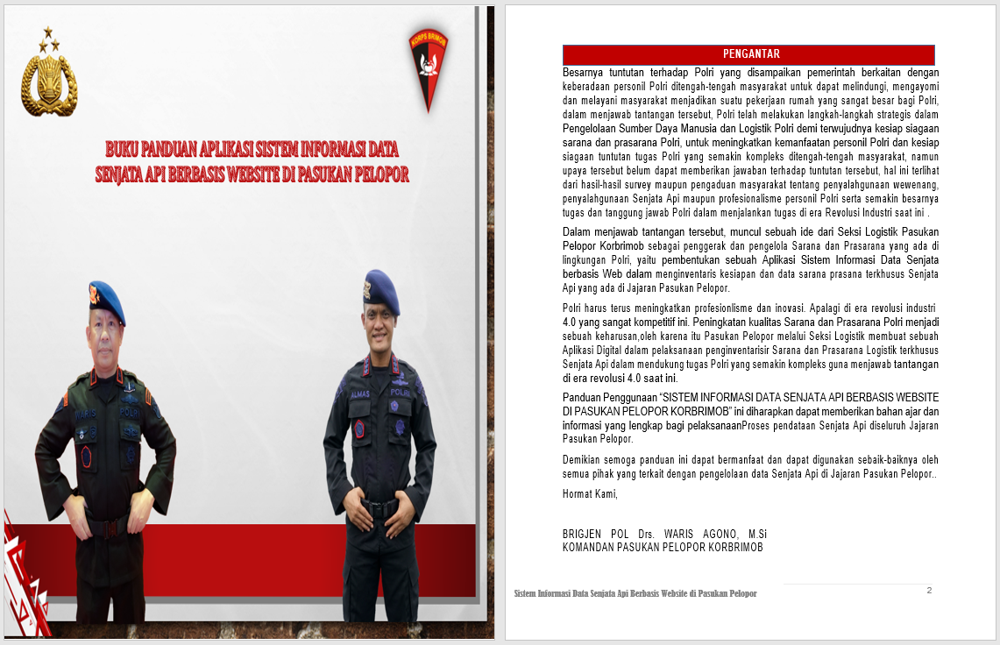 KORPS BRIMOB
BUKU PANDUAN APLIKASI SISTEM INFORMASI DATA
SENJATA API BERBASIS WEBSITE DI PASUKAN PELOPOR
WARIS POLRI
ALMAS POLRI
PENGANTAR
Besarnya tuntutan terhadap Polri yang disampaikan pemerintah berkaitan dengan
keberadaan personil Polri ditengah-tengah masyarakat untuk dapat melindungi, mengayomi
dan melayani masyarakat menjadikan suatu pekerjaan rumah yang sangat besar bagi Polri,
dalam menjawab tantangan tersebut, Polri telah melakukan langkah-langkah strategis dalam
Pengelolaan Sumber Daya Manusia dan Logistik Polri demi terwujudnya kesiap siagaan
sarana dan prasarana Polri, untuk meningkatkan kemanfaatan personil Polri dan kesiap
siagaan tuntutan tugas Polri yang semakin kompleks ditengah-tengah masyarakat, namun
upaya tersebut belum dapat memberikan jawaban terhadap tuntutan tersebut, hal ini terlihat
dari hasil-hasil survey maupun pengaduan masyarakat tentang penyalahgunaan wewenang,
penyalahgunaan Senjata Api maupun profesionalisme personil Polri serta semakin besarnya
tugas dan tanggung jawab Polri dalam menjalankan tugas di era Revolusi Industri saat ini .
Dalam menjawab tantangan tersebut, muncul sebuah ide dari Seksi Logistik Pasukan
Pelopor Korbrimob sebagai penggerak dan pengelola Sarana dan Prasarana yang ada di
lingkungan Polri, yaitu pembentukan sebuah Aplikasi Sistem Informasi Data Senjata
berbasis Web dalam menginventaris kesiapan dan data sarana prasana terkhusus Senjata
Api yang ada di Jajaran Pasukan Pelopor.
Polri harus terus meningkatkan profesionlisme dan inovasi. Apalagi di era revolusi industri
4.0 yang sangat kompetitif ini. Peningkatan kualitas Sarana dan Prasarana Polri menjadi
sebuah keharusan,oleh karena itu Pasukan Pelopor melalui Seksi Logistik membuat sebuah
Aplikasi Digital dalam pelaksanaan penginventarisir Sarana dan Prasarana Logistik terkhusus
Senjata Api dalam mendukung tugas Polri yang semakin kompleks guna menjawab tantangan
di era revolusi 4.0 saat ini.
Panduan Penggunaan “SISTEM INFORMASI DATA SENJATA API BERBASIS WEBSITE
DI PASUKAN PELOPOR KORBRIMOB” ini diharapkan dapat memberikan bahan ajar dan
informasi yang lengkap bagi pelaksanaanProses pendataan Senjata Api diseluruh Jajaran
Pasukan Pelopor.
Demikian semoga panduan ini dapat bermanfaat dan dapat digunakan sebaik-baiknya oleh
semua pihak yang terkait dengan pengelolaan data Senjata Api di Jajaran Pasukan Pelopor..
Hormat Kami,
BRIGJEN POL Drs. WARIS AGONO, M.Si
KOMANDAN PASUKAN PELOPOR KORBRIMOB
Sistem Informasi Data Senjata Api Berbasis Website di Pasukan Pelopor
2